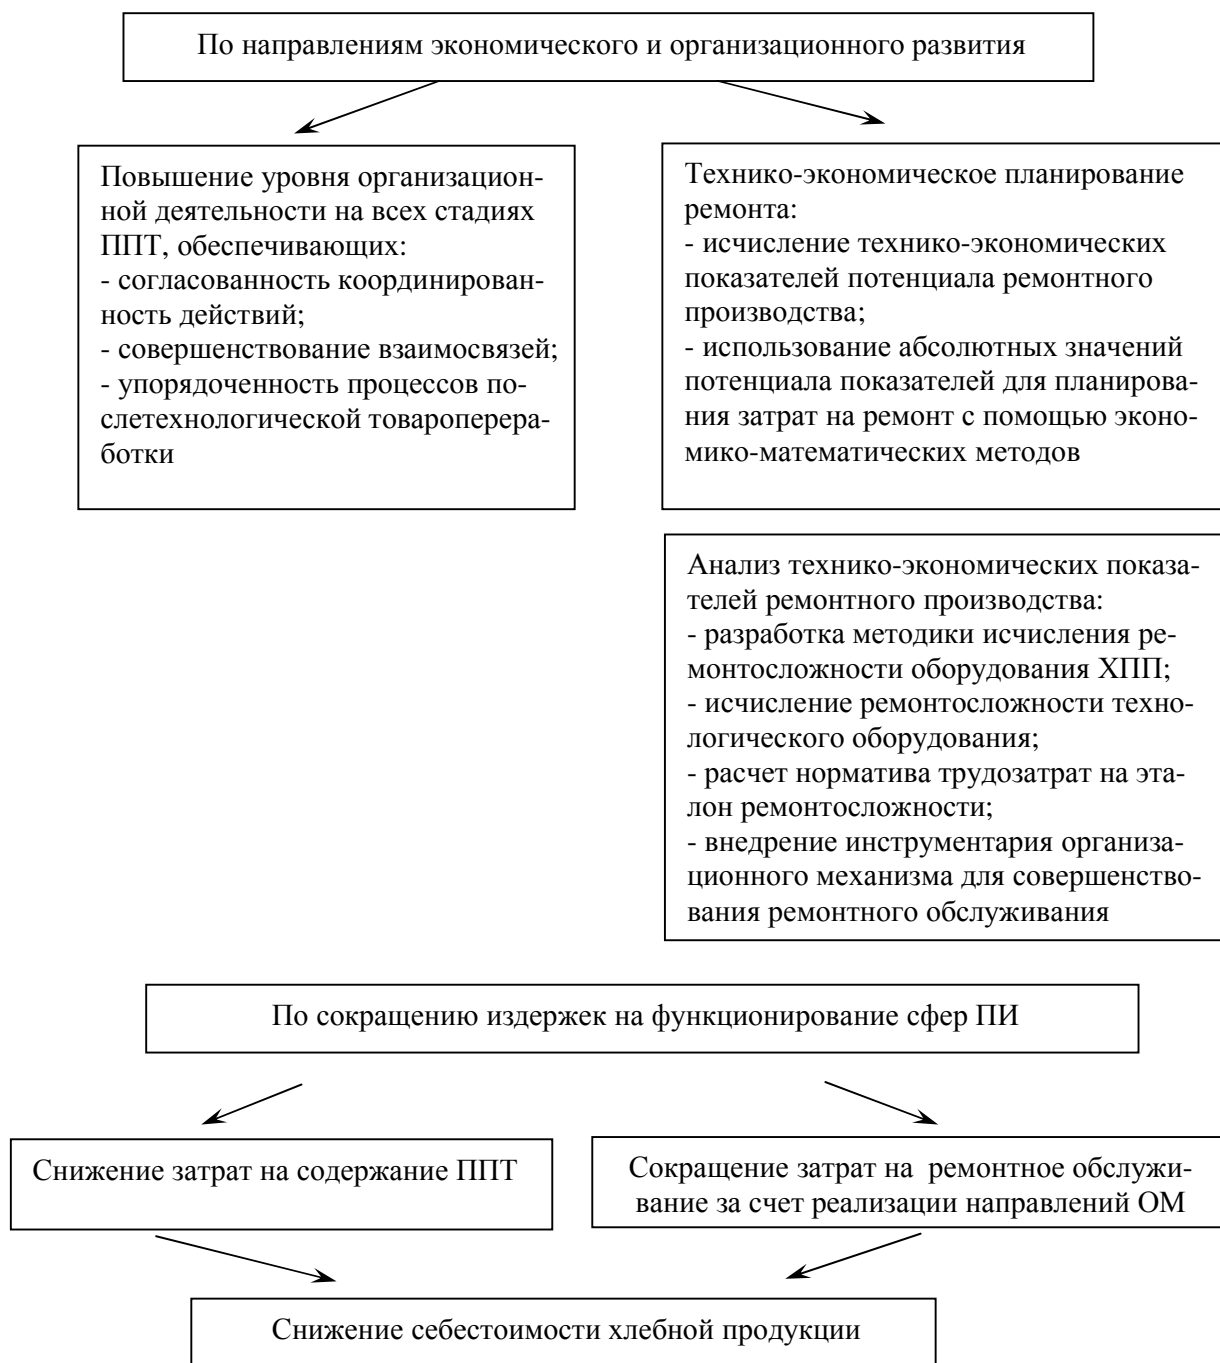 По направлениям экономического и организационного развития
Повышение уровня организацион-
ной деятельности на всех стадиях
ППТ, обеспечивающих:
- согласованность координирован-
ность действий;
- совершенствование взаимосвязей;
- упорядоченность процессов по-
слетехнологической товароперера-
ботки
Технико-экономическое планирование
ремонта:
- исчисление технико-экономических
показателей потенциала ремонтного
производства;
- использование абсолютных значений
потенциала показателей для планирова-
ния затрат на ремонт с помощью эконо-
мико-математических методов
Анализ технико-экономических показа-
телей ремонтного производства:
- разработка методики исчисления ре-
монтосложности оборудования ХПП;
- исчисление ремонтосложности техно-
логического оборудования;
- расчет норматива трудозатрат на эта-
лон ремонтосложности;
- внедрение инструментария организа-
ционного механизма для совершенство-
вания ремонтного обслуживания
По сокращению издержек на функционирование сфер ПИ
Снижение затрат на содержание ППТ
Сокращение затрат на ремонтное обслужи-
вание за счет реализации направлений ОМ
Снижение себестоимости хлебной продукции